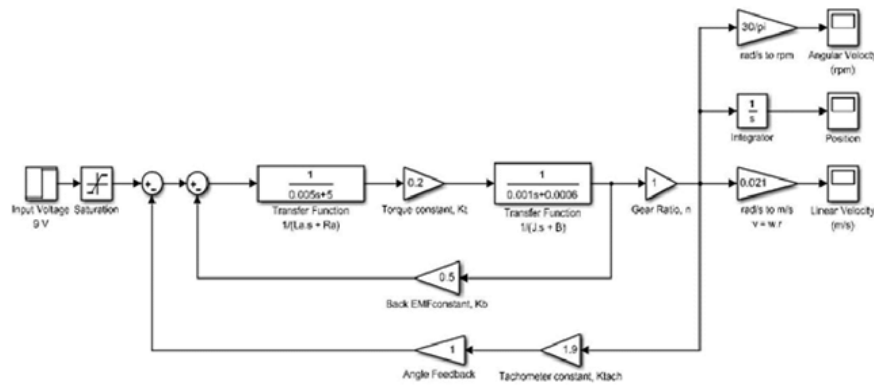 30/pi
rad/s to rpm
Angular Velocity
(rpm)
1
s
Integrator
Position
Input Voltage
9 V
Saturation
+
-
+
-
1
0.005s+5
Transfer Function
1/(La.s + Ra)
0.2
Torque constant, Kt
1
0.001s+0.0006
Transfer Function
1/(J.s + B)
1
Gear Ratio, n
0.021
rad/s to m/s
v = w.r
Linear Velocity
(m/s)
0.5
Back EMFconstant, Kb
1
Angle Feedback
1.9
Tachometer constant, Ktach